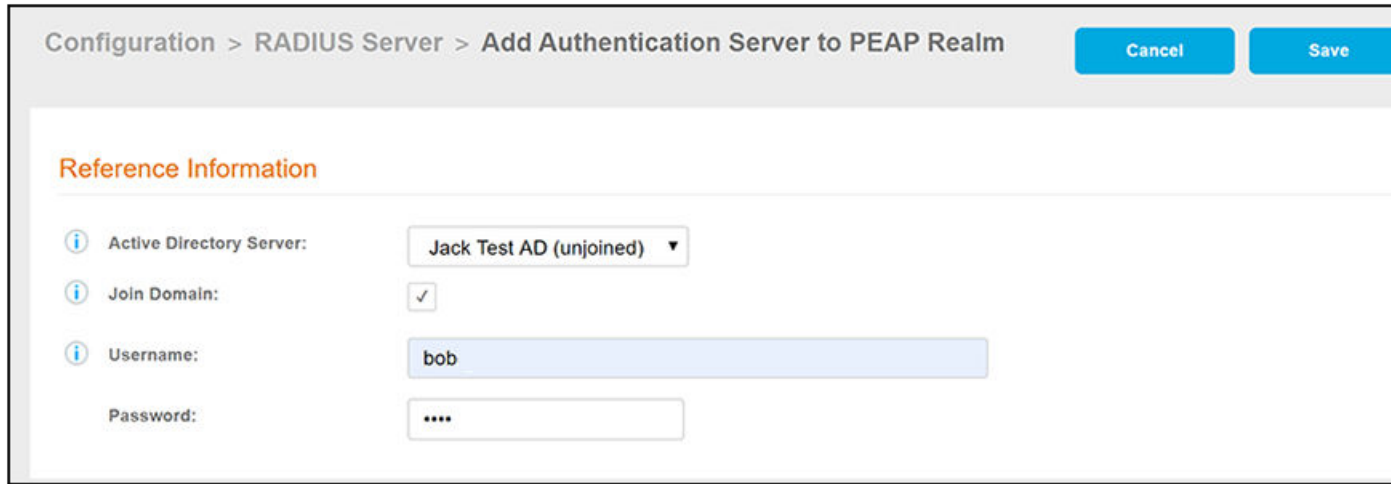 Configuration > RADIUS Server > Add Authentication Server to PEAP Realm
Cancel
Save
Reference Information
Active Directory Server:
Jack Test AD (unjoined)
Join Domain:
Username:
bob
Password:
••••